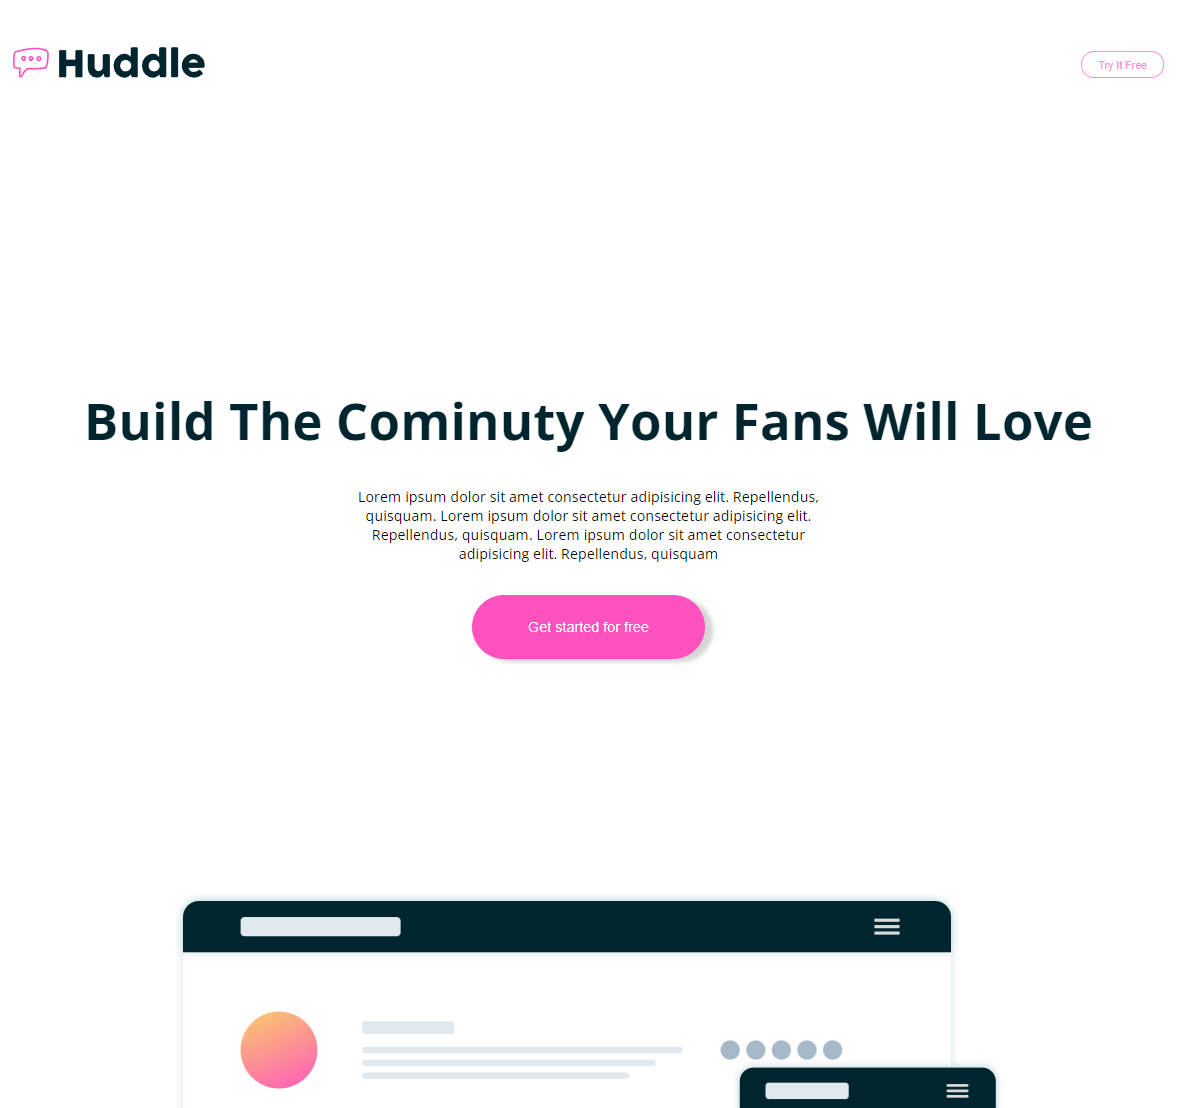 Huddle
Try It Free
Build The Cominuty Your Fans Will Love
Lorem ipsum dolor sit amet consectetur adipisicing elit. Repellendus,
quisquam. Lorem ipsum dolor sit amet consectetur adipisicing elit.
Repellendus, quisquam. Lorem ipsum dolor sit amet consectetur
adipisicing elit. Repellendus, quisquam
Get started for free